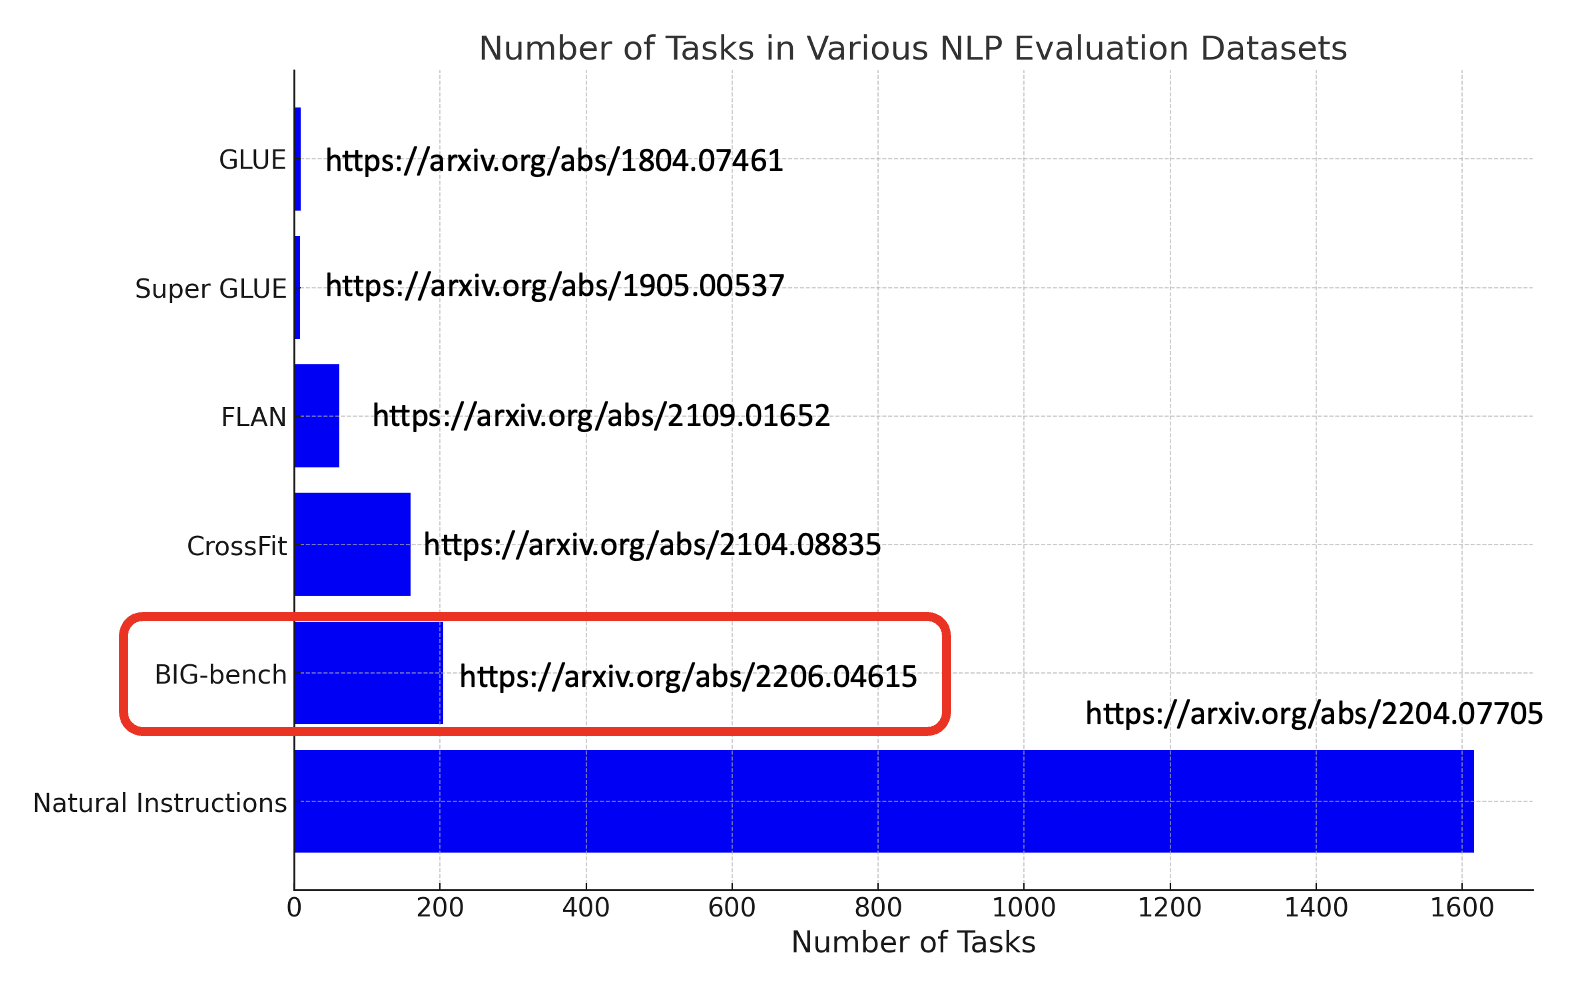 Number of Tasks in Various NLP Evaluation Datasets
GLUE https://arxiv.org/abs/1804.07461
Super GLUE https://arxiv.org/abs/1905.00537
FLAN https://arxiv.org/abs/2109.01652
CrossFit https://arxiv.org/abs/2104.08835
BIG-bench https://arxiv.org/abs/2206.04615
https://arxiv.org/abs/2204.07705
Natural Instructions
0 200 400 600 800 1000 1200 1400 1600
Number of Tasks